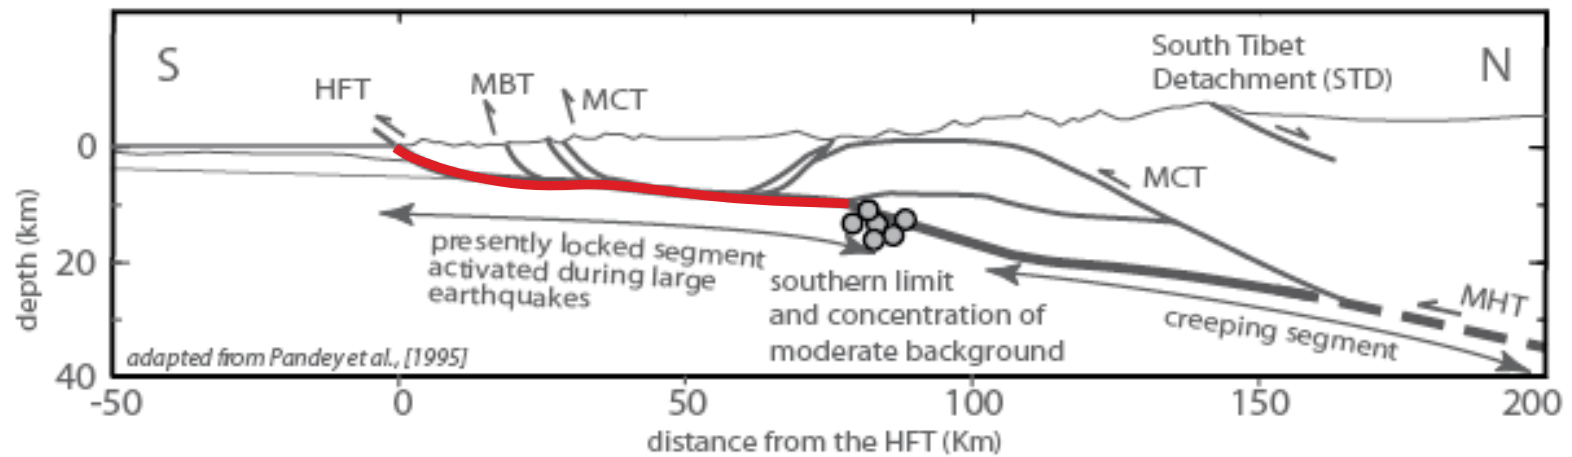 S
N
HFT
MBT
MCT
South Tibet
Detachment (STD)
MCT
MHT
presently locked segment
activated during large
earthquakes
southern limit
and concentration of
moderate background
creeping segment
adapted from Pandey et al., [1995]
depth (km)
0
20
40
-50
0
50
100
150
200
distance from the HFT (Km)